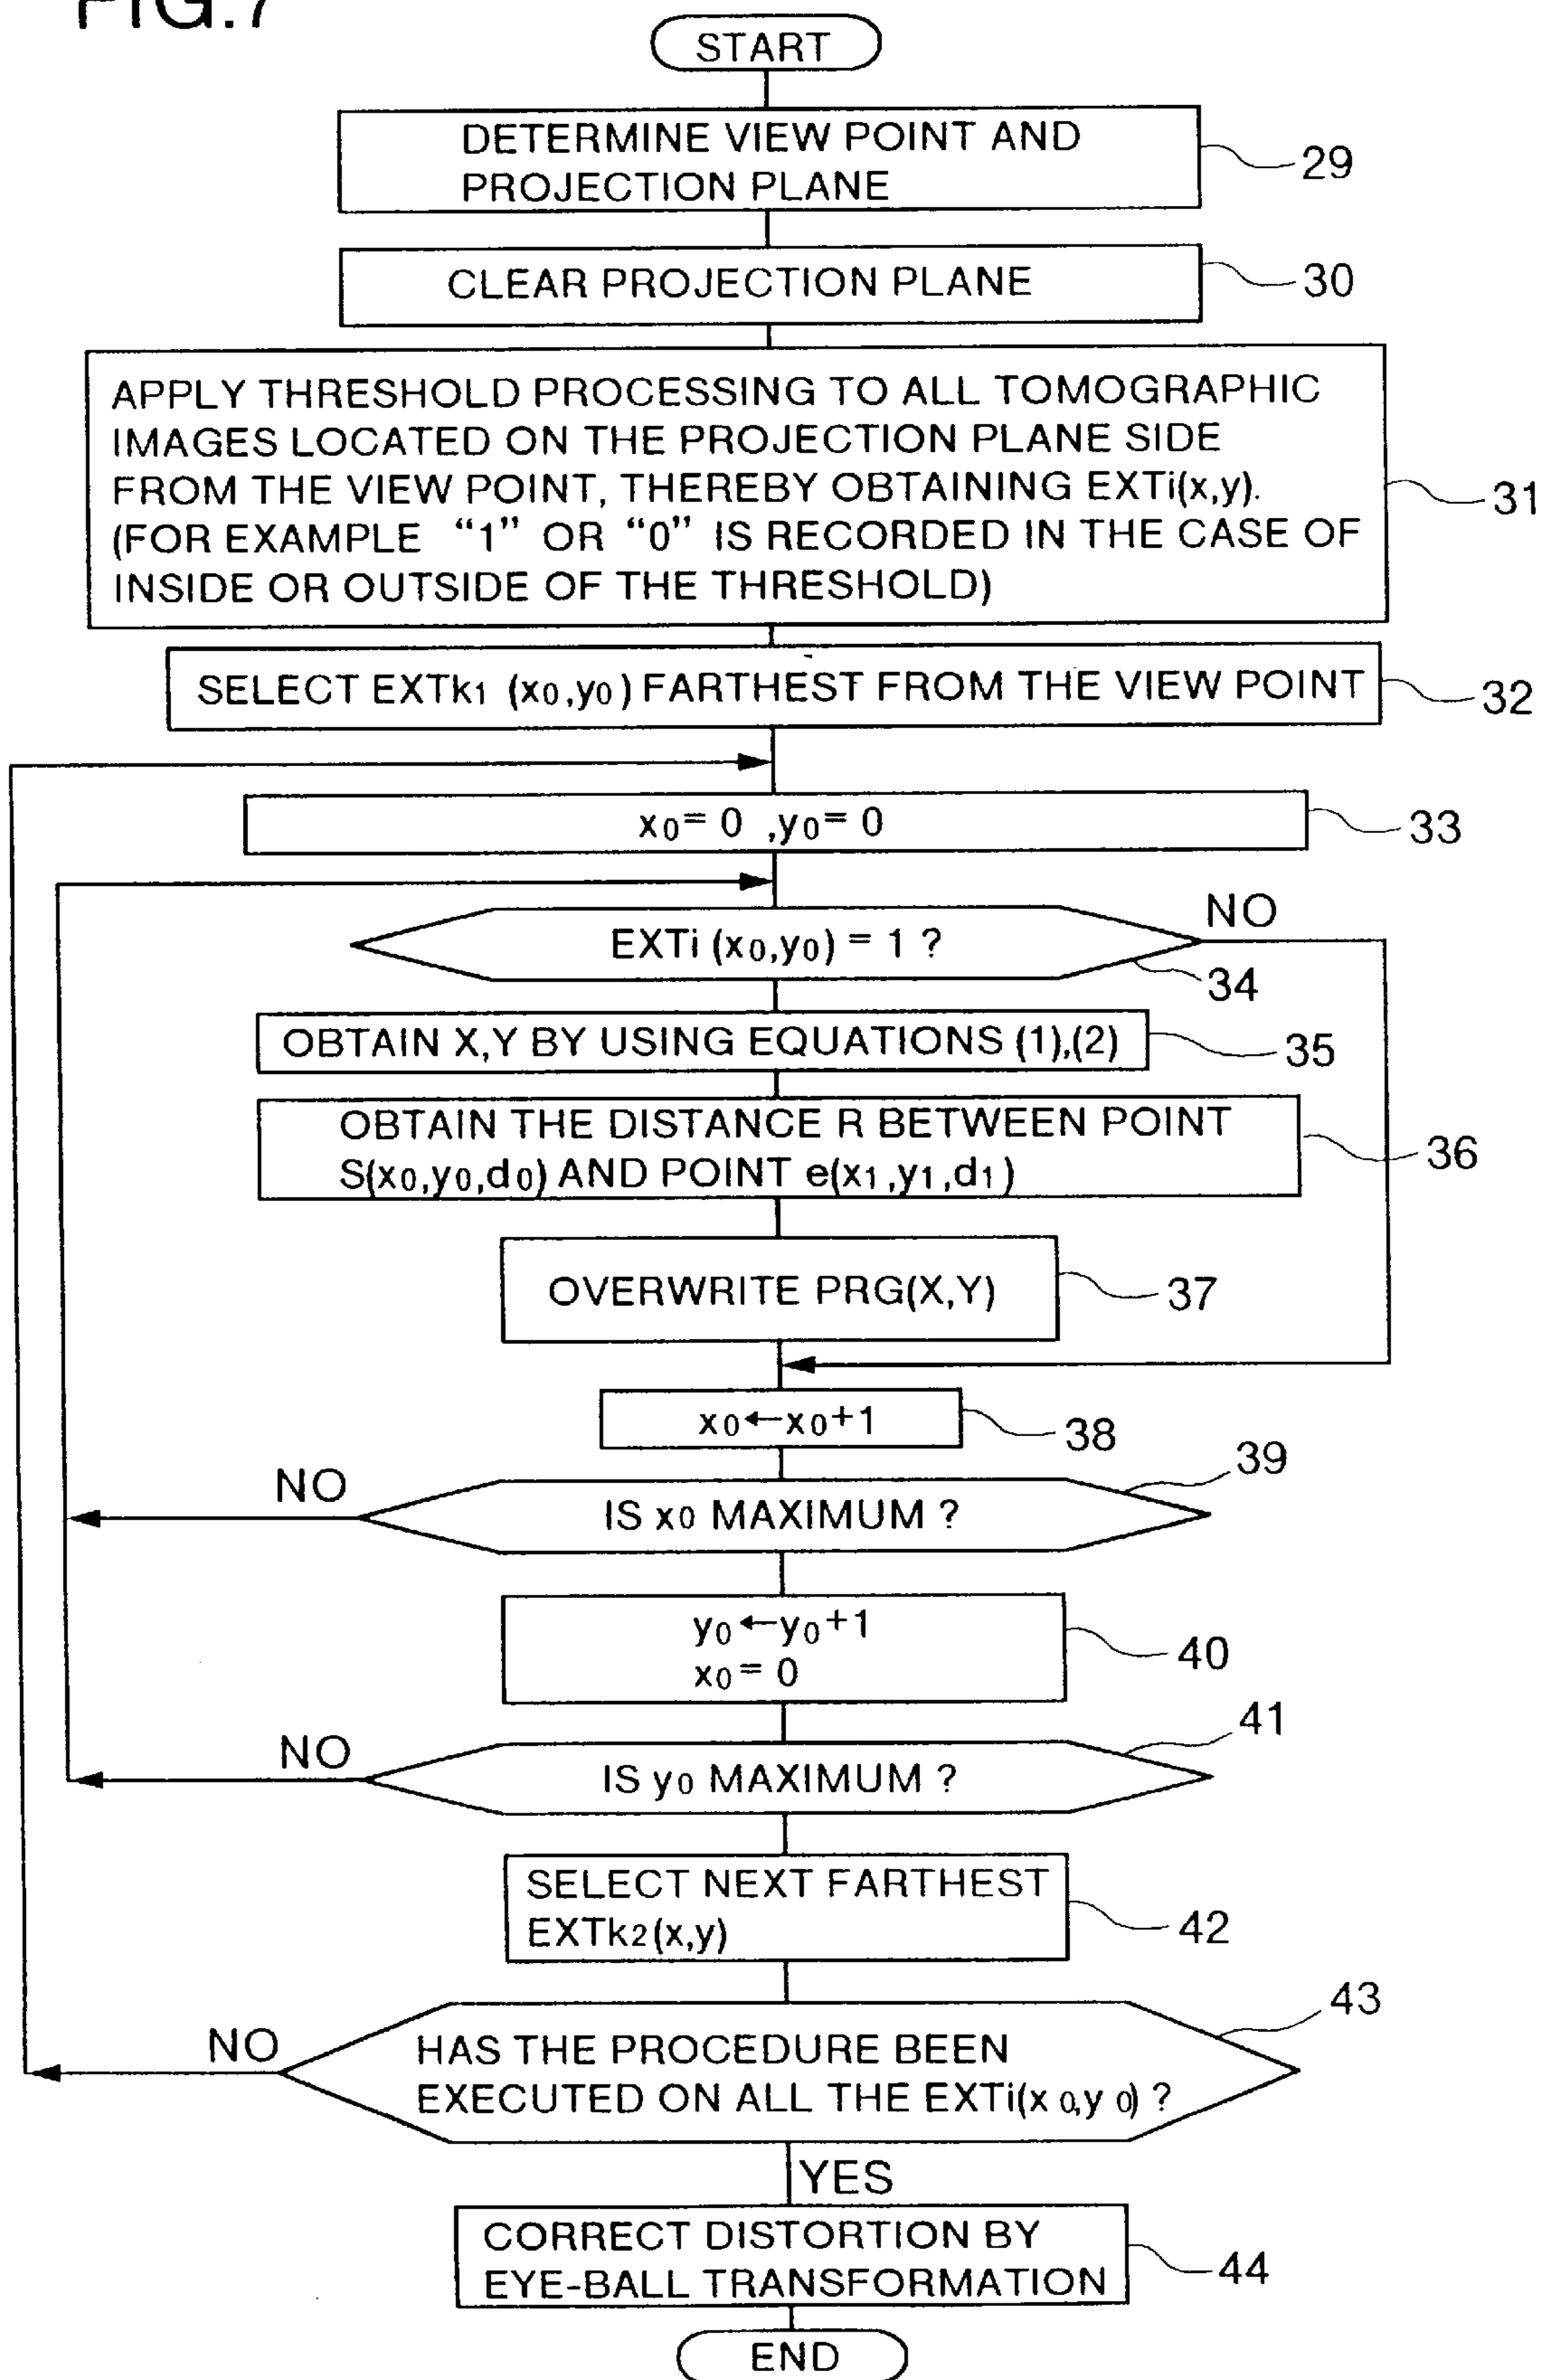 FIG.7
START
DETERMINE VIEW POINT AND
PROJECTION PLANE
29
CLEAR PROJECTION PLANE
30
APPLY THRESHOLD PROCESSING TO ALL TOMOGRAPHIC
IMAGES LOCATED ON THE PROJECTION PLANE SIDE
FROM THE VIEW POINT, THEREBY OBTAINING EXTi(x,y).
(FOR EXAMPLE "1" OR "0" IS RECORDED IN THE CASE OF
INSIDE OR OUTSIDE OF THE THRESHOLD)
31
SELECT EXTk1 (x0,y0) FARTHEST FROM THE VIEW POINT
32
x0= 0 ,y0= 0
33
NO
EXTi (x0,y0) = 1 ?
34
OBTAIN X,Y BY USING EQUATIONS (1),(2)
35
OBTAIN THE DISTANCE R BETWEEN POINT
S(x0,y0,d0) AND POINT e(x1,y1,d1)
36
OVERWRITE PRG(X,Y)
37
x0←x0+1
38
39
NO
IS x0 MAXIMUM ?
y0←y0+1
x0= 0
40
41
NO
IS y0 MAXIMUM ?
SELECT NEXT FARTHEST
EXTk2(x,y)
42
43
NO
HAS THE PROCEDURE BEEN
EXECUTED ON ALL THE EXTi(x 0,y 0) ?
YES
CORRECT DISTORTION BY
EYE-BALL TRANSFORMATION
44
END